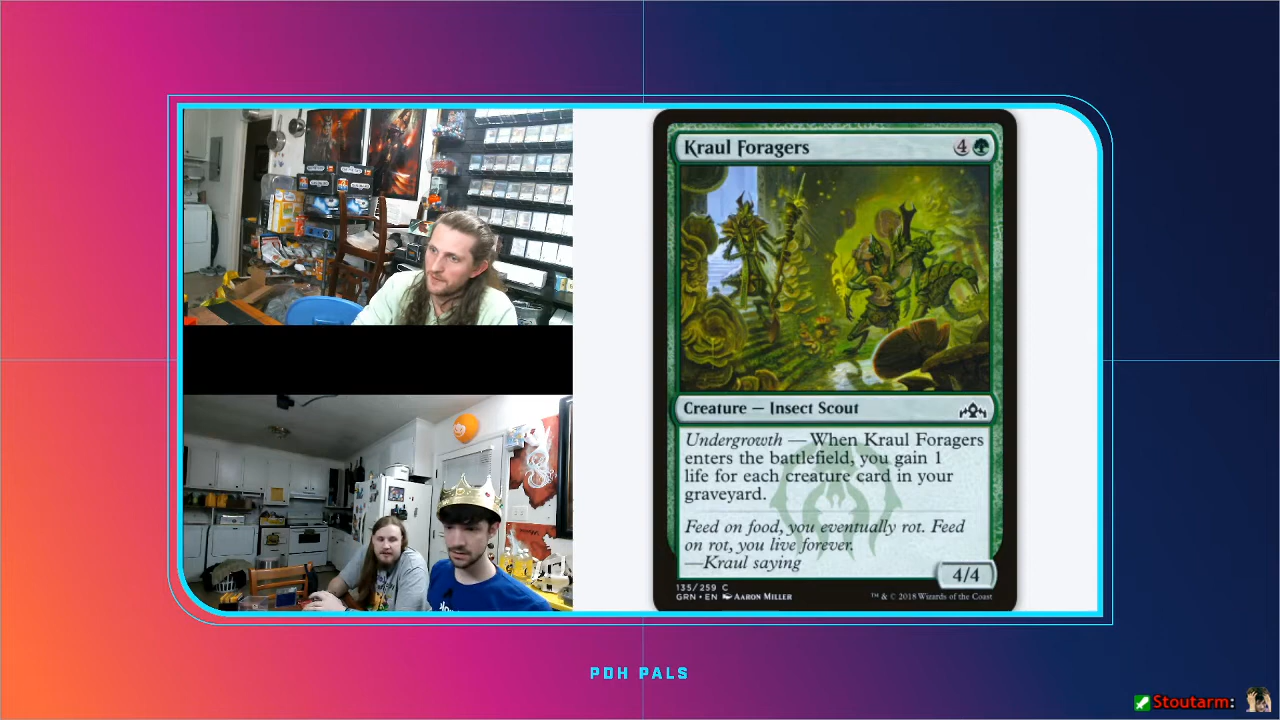 Kraul Foragers 4
Creature — Insect Scout
Undergrowth — When Kraul Foragers
enters the battlefield, you gain 1
life for each creature card in your
graveyard.
Feed on food, you eventually rot. Feed
on rot, you live forever.
—Kraul saying
4/4
135/259 C
GRN • EN AARON MILLER
™ & © 2018 Wizards of the Coast
PDH PALS
Stoutarm: